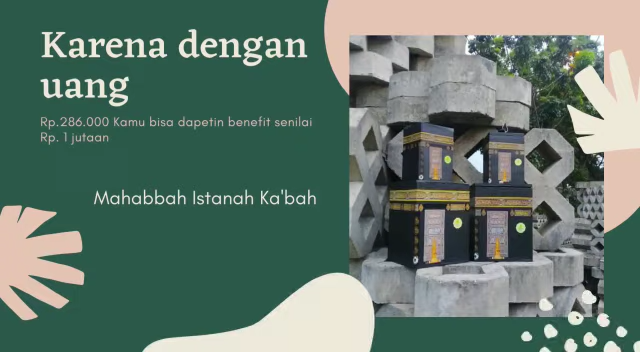 Karena dengan
uang
Rp.286.000 Kamu bisa dapetin benefit senilai
Rp. 1 jutaan
Mahabbah Istanah Ka'bah